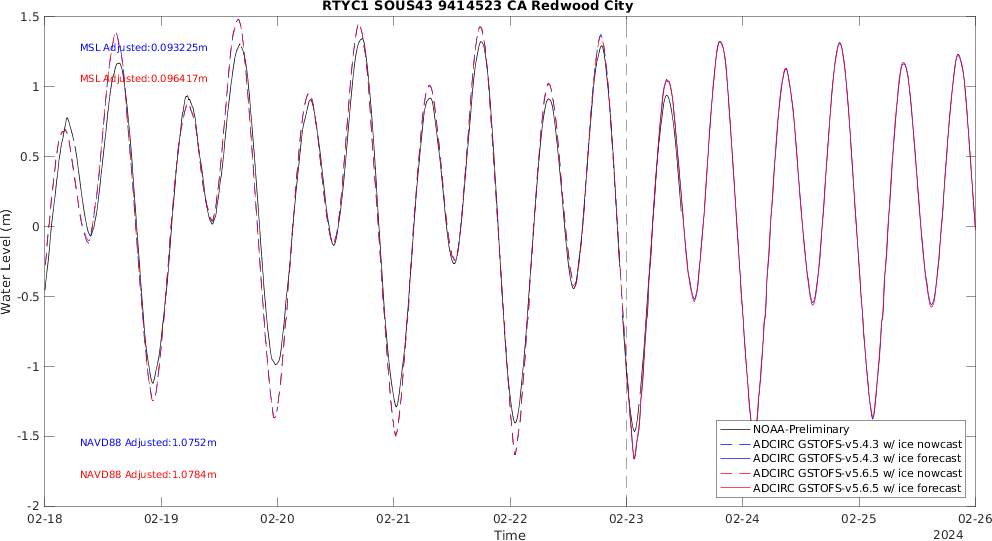 RTYC1 SOUS43 9414523 CA Redwood City
1.5
1
0.5
0
-0.5
-1
-1.5
-2
Water Level (m)
MSL Adjusted:0.093225m
MSL Adjusted:0.096417m
NAVD88 Adjusted:1.0752m
NAVD88 Adjusted:1.0784m
NOAA-Preliminary
ADCIRC GSTOFS-v5.4.3 w/ ice nowcast
ADCIRC GSTOFS-v5.4.3 w/ ice forecast
ADCIRC GSTOFS-v5.6.5 w/ ice nowcast
ADCIRC GSTOFS-v5.6.5 w/ ice forecast
02-18 02-19 02-20 02-21 02-22 02-23 02-24 02-25 02-26
Time
2024